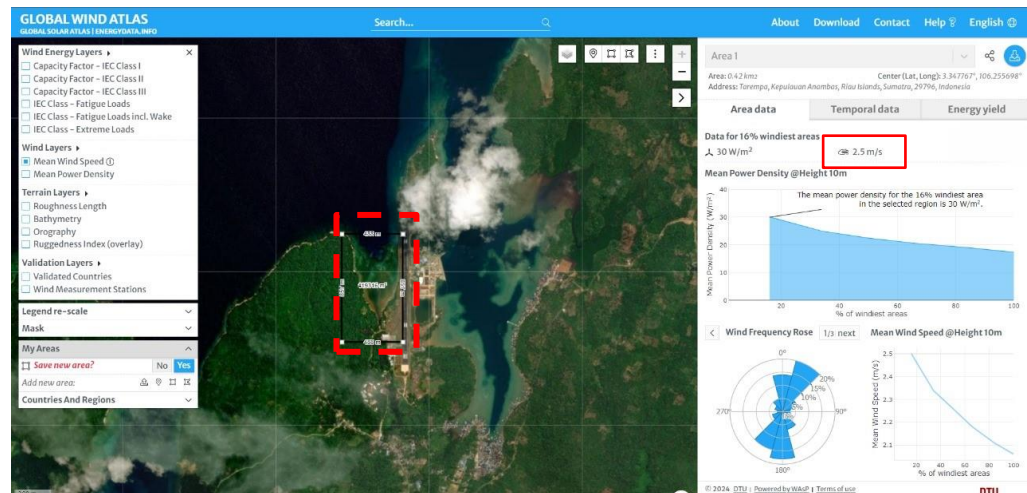 GLOBAL WIND ATLAS
GLOBAL SOLAR ATLAS | ENERGYDATA.INFO
Search...
About Download Contact Help English
Wind Energy Layers
Capacity Factor – IEC Class I
Capacity Factor – IEC Class II
Capacity Factor – IEC Class III
IEC Class – Fatigue Loads
IEC Class – Fatigue Loads incl. Wake
IEC Class – Extreme Loads
Wind Layers
Mean Wind Speed
Mean Power Density
Terrain Layers
Roughness Length
Bathymetry
Orography
Ruggedness Index (overlay)
Validation Layers
Validated Countries
Wind Measurement Stations
Legend re-scale
Mask
My Areas
Save new area? No Yes
Add new area:
Countries And Regions
Area 1
Area: 0.42 km2 Center (Lat, Long): 3.347767°, 106.255698°
Address: Tarempa, Kepulauan Anambas, Riau Islands, Sumatra, 29796, Indonesia
Area data Temporal data Energy yield
Data for 16% windiest areas
30 W/m² 2.5 m/s
Mean Power Density @Height 10m
The mean power density for the 16% windiest area
in the selected region is 30 W/m².
Mean Power Density (W/m²)
40
30
20
10
0
20 40 60 80 100
% of windiest areas
Wind Frequency Rose 1/3 next Mean Wind Speed @Height 10m
0°
20%
15%
10%
270° 90°
180°
Mean Wind Speed (m/s)
2.5
2.4
2.3
2.2
2.1
20 40 60 80 100
% of windiest areas
© 2024 DTU | Powered by WAsP | Terms of use
DTU